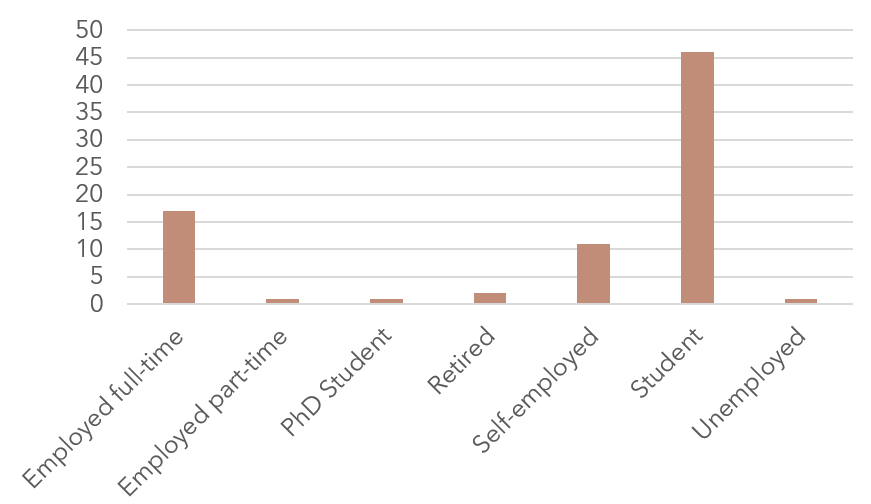 50
45
40
35
30
25
20
15
10
5
0
Employed full-time
Employed part-time
PhD Student
Retired
Self-employed
Student
Unemployed